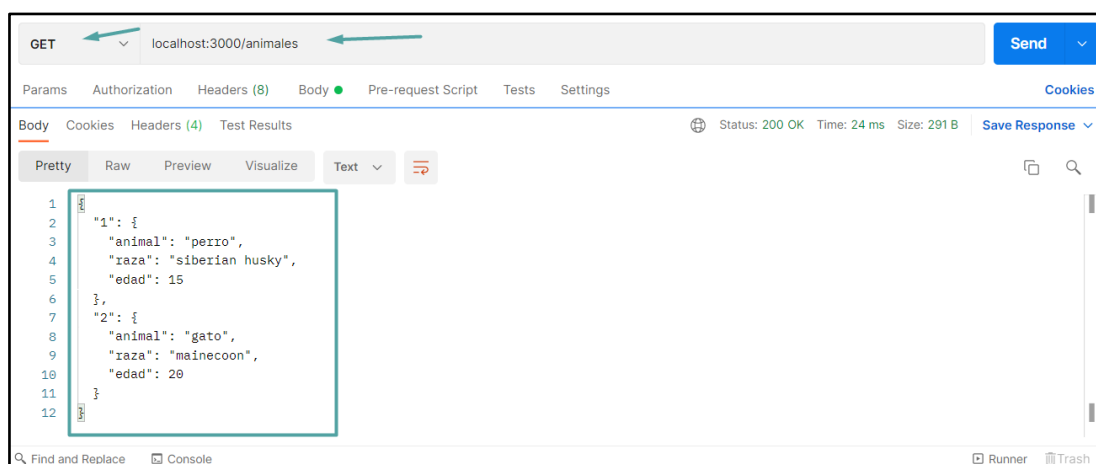 GET localhost:3000/animales Send
Params Authorization Headers (8) Body Pre-request Script Tests Settings Cookies
Body Cookies Headers (4) Test Results Status: 200 OK Time: 24 ms Size: 291 B Save Response
Pretty Raw Preview Visualize Text
1 {
2 "1": {
3 "animal": "perro",
4 "raza": "siberian husky",
5 "edad": 15
6 },
7 "2": {
8 "animal": "gato",
9 "raza": "mainecoon",
10 "edad": 20
11 }
12 }
Find and Replace Console Runner Trash